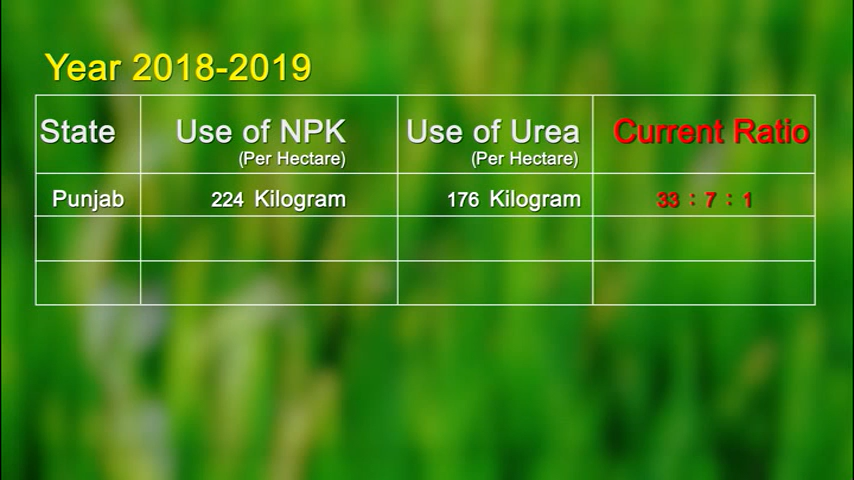 Year 2018-2019
State Use of NPK Use of Urea Current Ratio
(Per Hectare) (Per Hectare)
Punjab 224 Kilogram 176 Kilogram 33 : 7 : 1